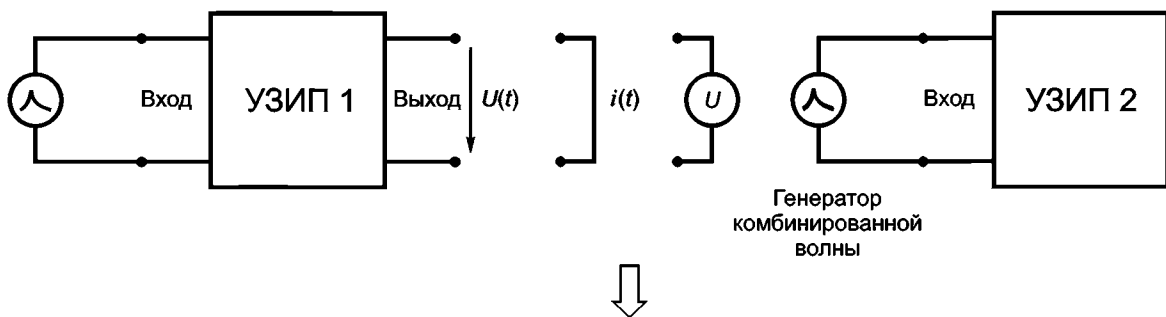 Вход
УЗИП 1
Выход
U(t)
i(t)
U
Вход
УЗИП 2
Генератор
комбинированной
волны